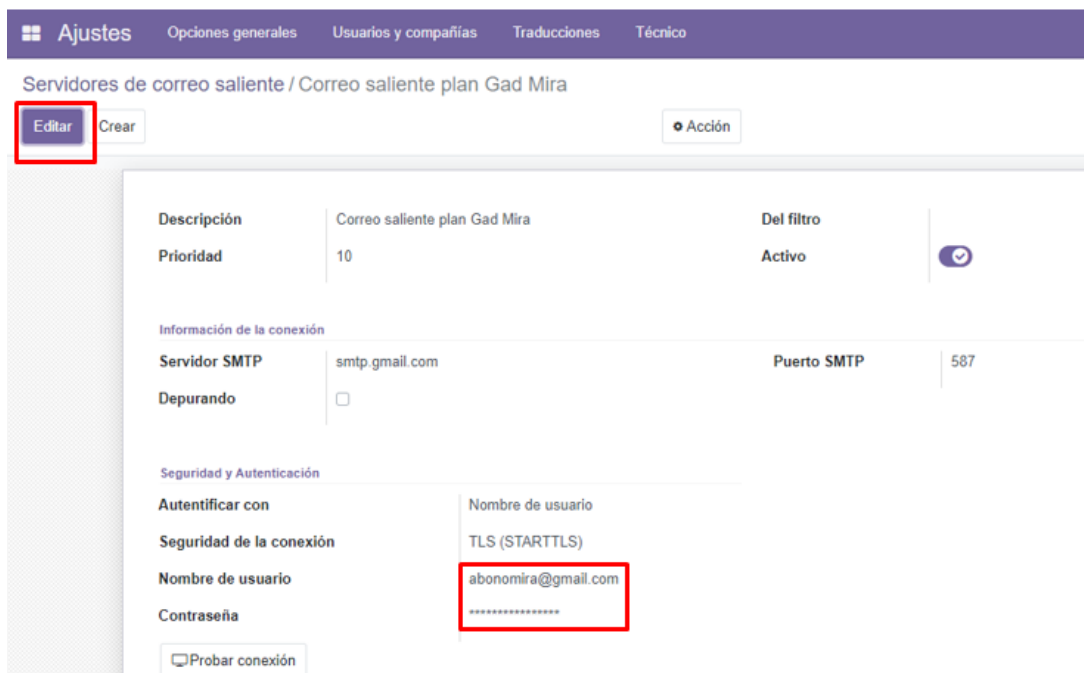 Ajustes Opciones generales Usuarios y compañías Traducciones Técnico
Servidores de correo saliente / Correo saliente plan Gad Mira
Editar Crear Acción
Descripción Correo saliente plan Gad Mira Del filtro
Prioridad 10 Activo
Información de la conexión
Servidor SMTP smtp.gmail.com Puerto SMTP 587
Depurando
Seguridad y Autenticación
Autentificar con Nombre de usuario
Seguridad de la conexión TLS (STARTTLS)
Nombre de usuario abonomira@gmail.com
Contraseña ****************
Probar conexión